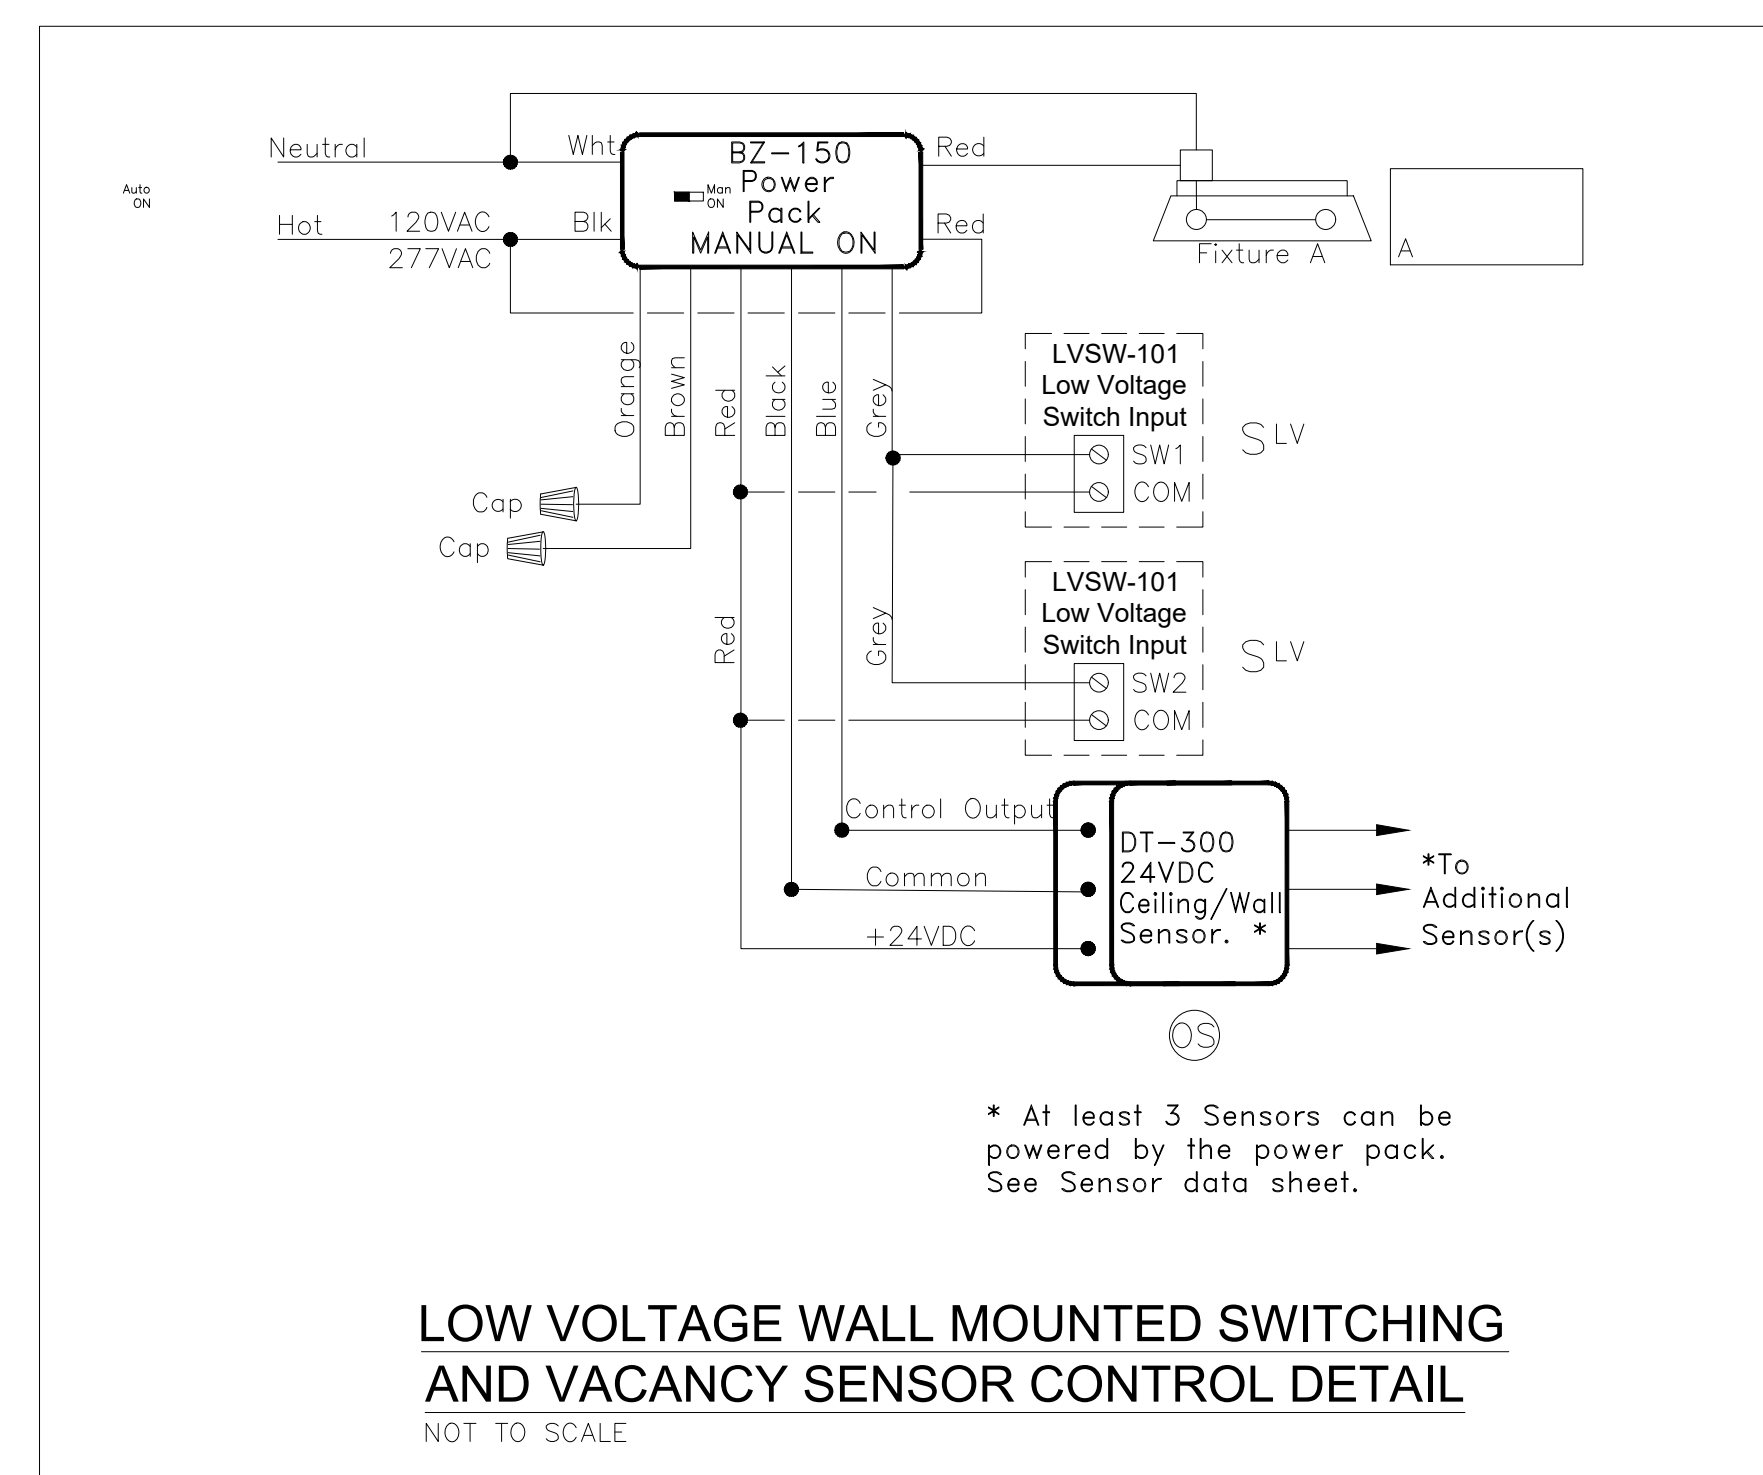 Neutral
Wht
BZ-150
Power
Pack
MANUAL ON
Man
ON
Red
Auto
ON
Hot
120VAC
277VAC
Blk
Red
Fixture A
A
Orange
Brown
Red
Black
Blue
Grey
LVSW-101
Low Voltage
Switch Input
SW1
COM
S LV
Cap
Cap
Red
Grey
LVSW-101
Low Voltage
Switch Input
SW2
COM
S LV
Control Output
Common
+24VDC
DT-300
24VDC
Ceiling/Wall
Sensor. *
*To
Additional
Sensor(s)
OS
* At least 3 Sensors can be
powered by the power pack.
See Sensor data sheet.
LOW VOLTAGE WALL MOUNTED SWITCHING
AND VACANCY SENSOR CONTROL DETAIL
NOT TO SCALE